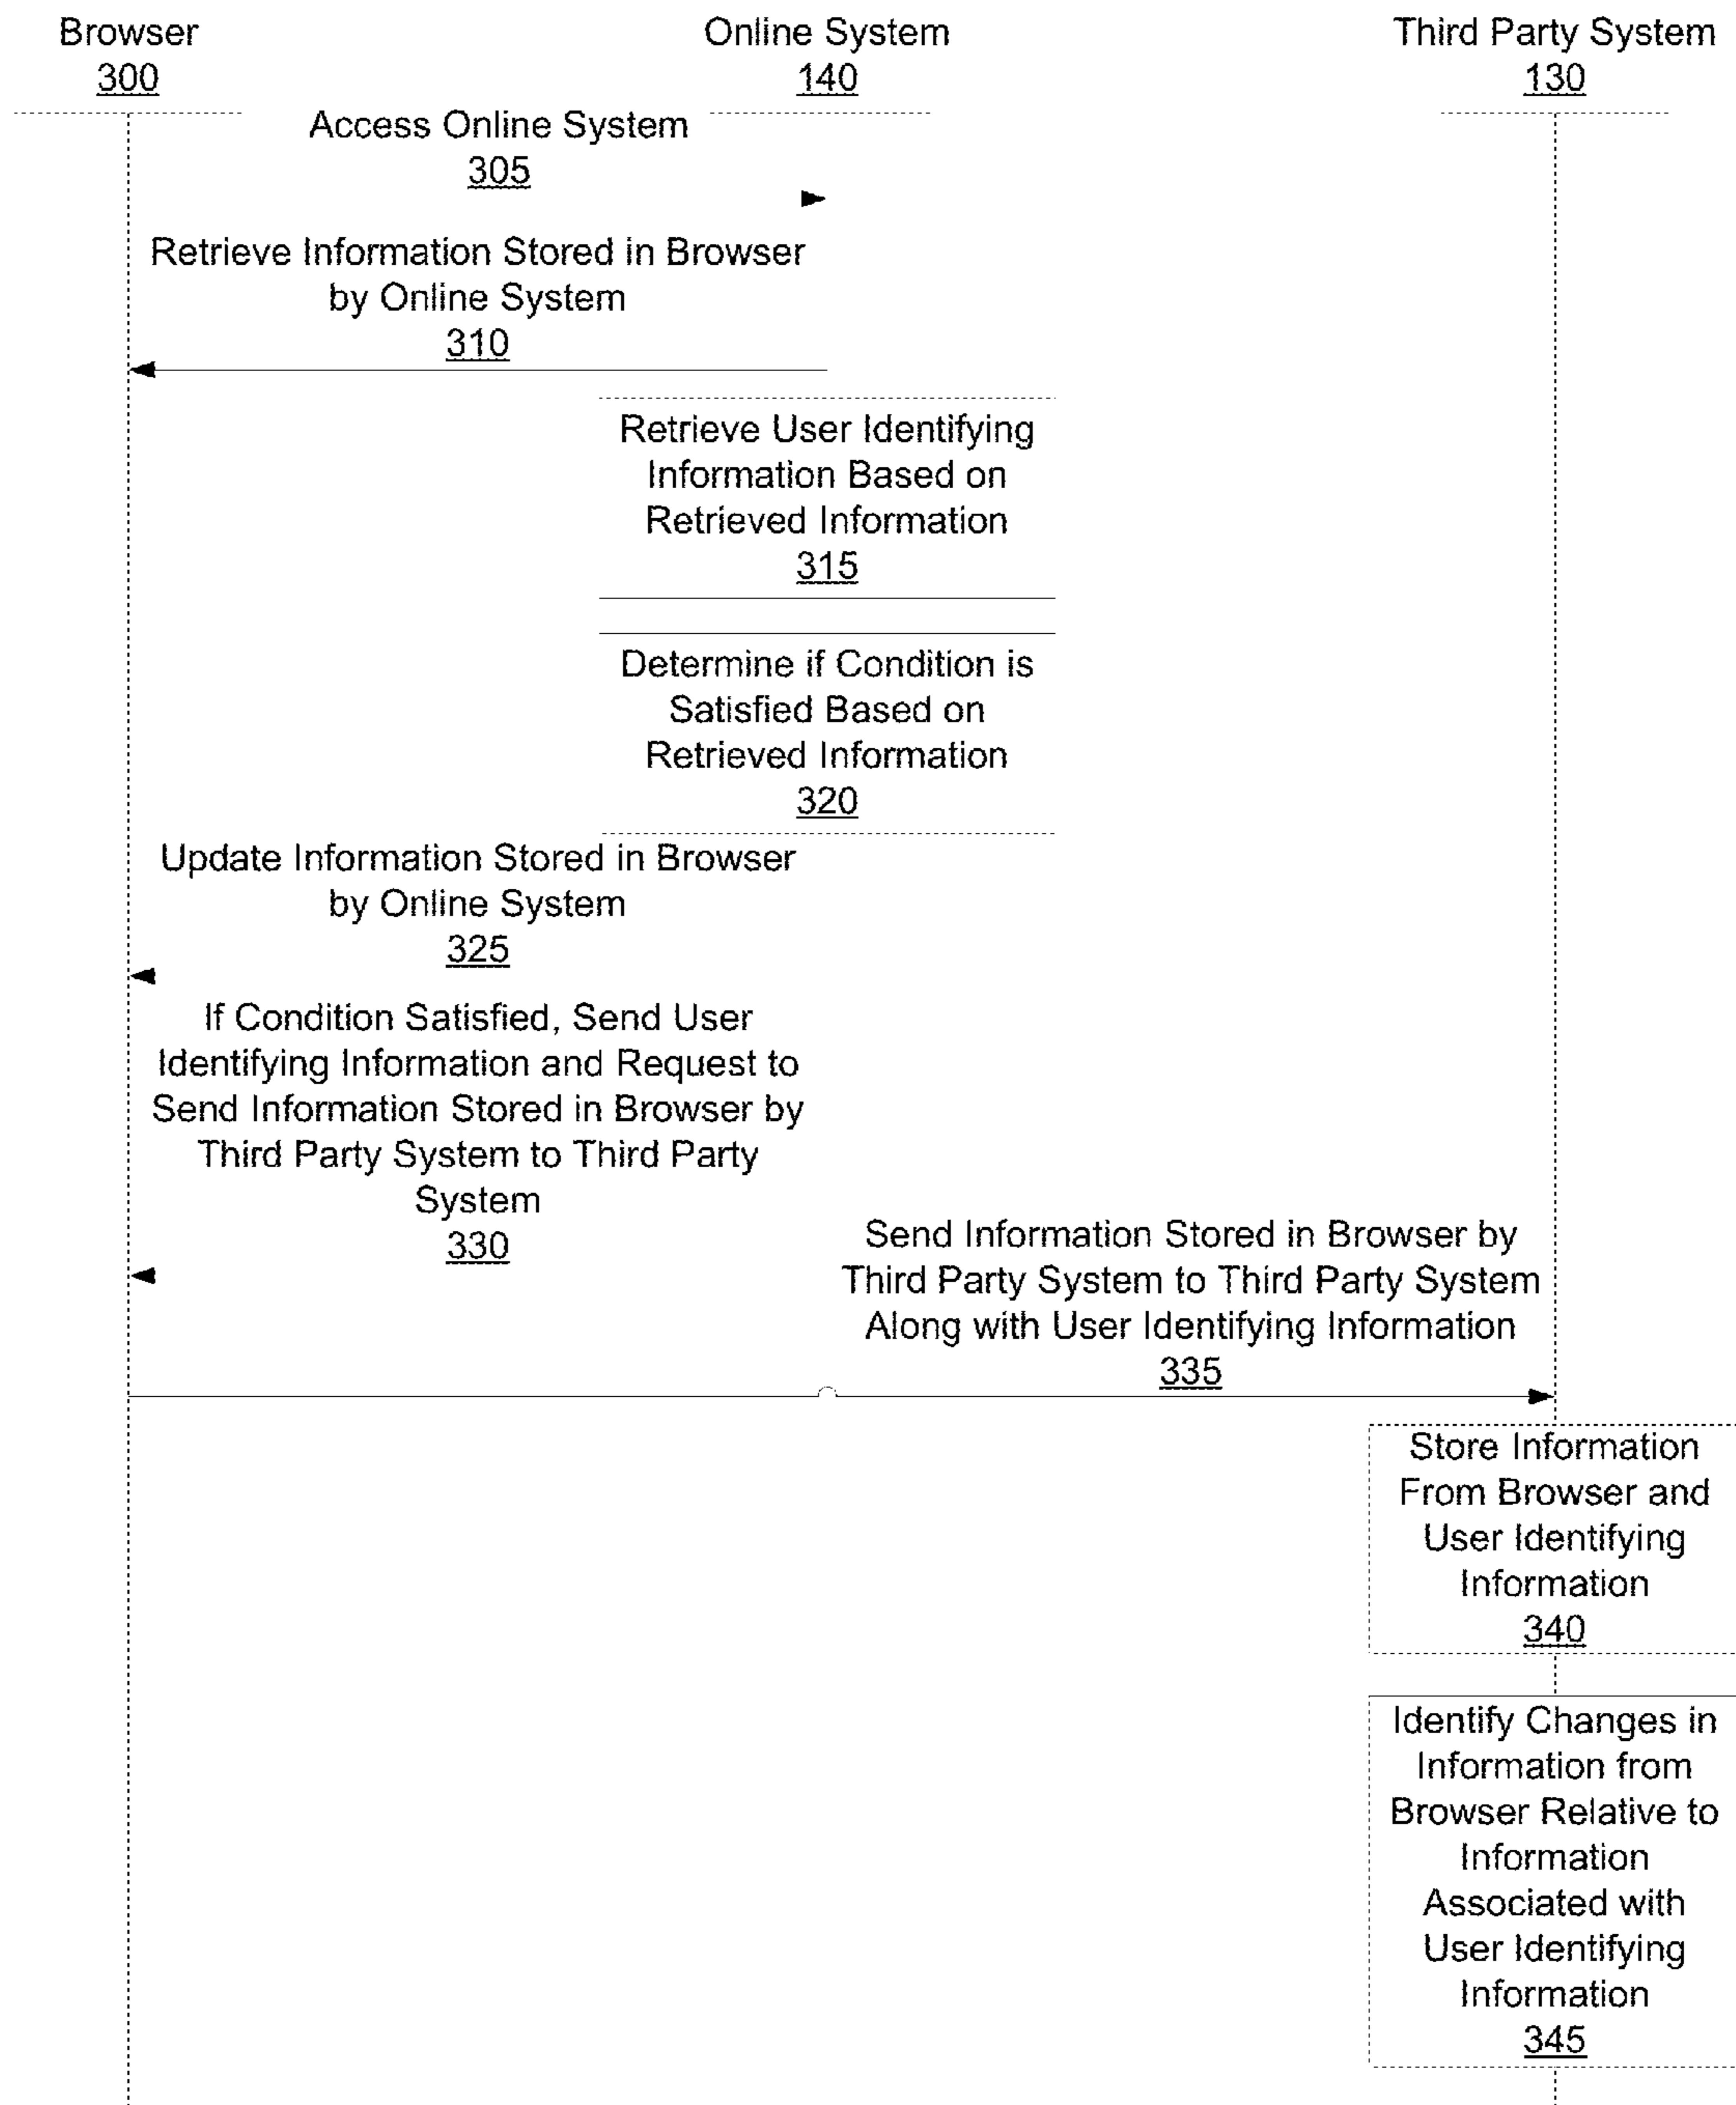 Browser
300
Online System
140
Third Party System
130
Access Online System
305
Retrieve Information Stored in Browser
by Online System
310
Retrieve User Identifying
Information Based on
Retrieved Information
315
Determine if Condition is
Satisfied Based on
Retrieved Information
320
Update Information Stored in Browser
by Online System
325
If Condition Satisfied, Send User
Identifying Information and Request to
Send Information Stored in Browser by
Third Party System to Third Party
System
330
Send Information Stored in Browser by
Third Party System to Third Party System
Along with User Identifying Information
335
Store Information
From Browser and
User Identifying
Information
340
Identify Changes in
Information from
Browser Relative to
Information
Associated with
User Identifying
Information
345